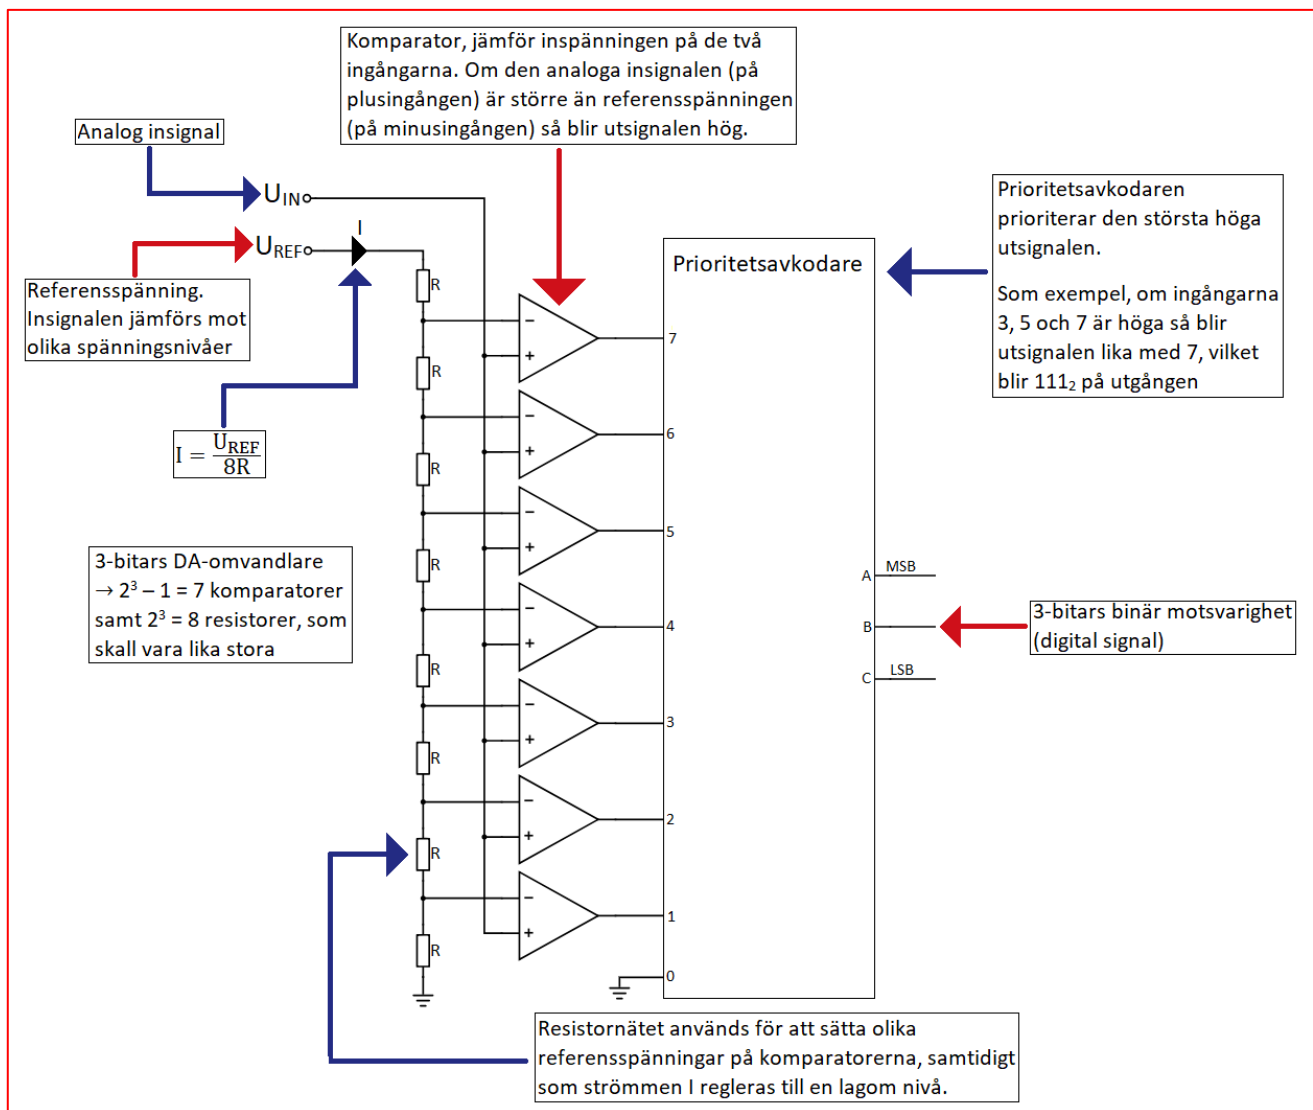 Komparator, jämför inspänningen på de två
ingångarna. Om den analoga insignalen (på
plusingången) är större än referensspänningen
(på minusingången) så blir utsignalen hög.
Analog insignal
U_IN
I
U_REF
Referensspänning.
Insignalen jämförs mot
olika spänningsnivåer
I = U_REF / 8R
3-bitars DA-omvandlare
→ 2³ – 1 = 7 komparatorer
samt 2³ = 8 resistorer, som
skall vara lika stora
R
R
R
R
R
R
R
R
−
+
−
+
−
+
−
+
−
+
−
+
−
+
Prioritetsavkodare
7
6
5
4
3
2
1
0
A MSB
B
C LSB
Prioritetsavkodaren
prioriterar den största höga
utsignalen.
Som exempel, om ingångarna
3, 5 och 7 är höga så blir
utsignalen lika med 7, vilket
blir 111₂ på utgången
3-bitars binär motsvarighet
(digital signal)
Resistornätet används för att sätta olika
referensspänningar på komparatorerna, samtidigt
som strömmen I regleras till en lagom nivå.